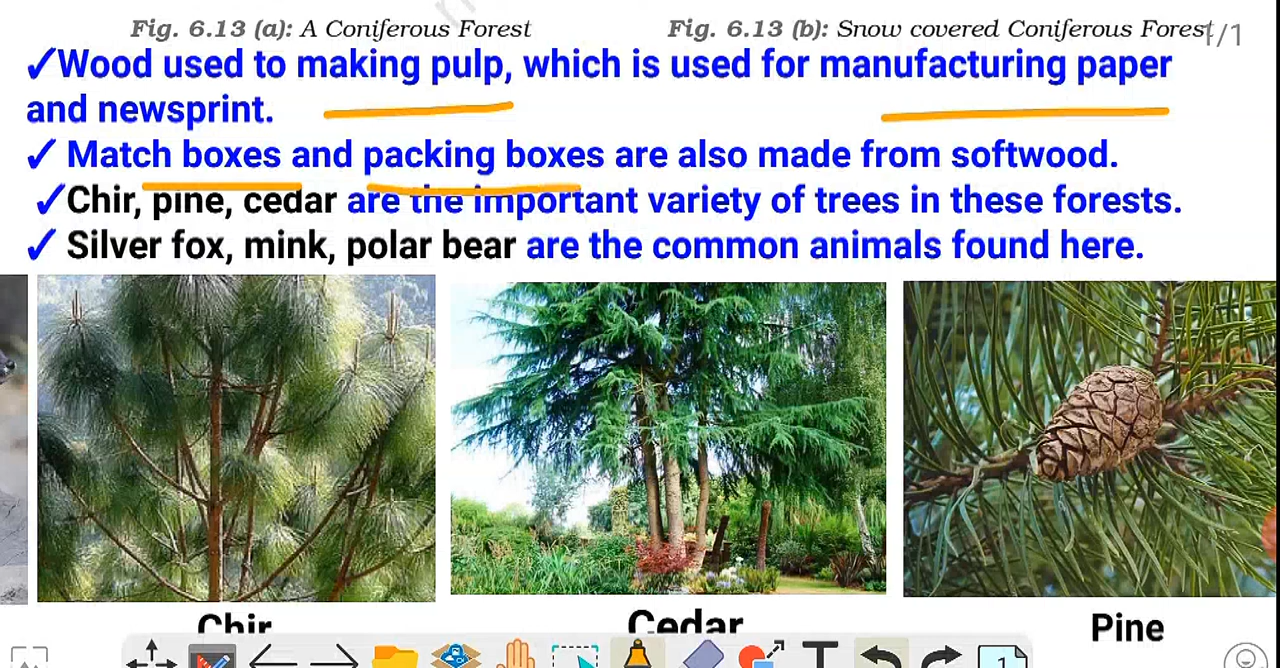 Fig. 6.13 (a): A Coniferous Forest Fig. 6.13 (b): Snow covered Coniferous Forest
1/1
✓Wood used to making pulp, which is used for manufacturing paper
and newsprint.
✓ Match boxes and packing boxes are also made from softwood.
✓Chir, pine, cedar are the important variety of trees in these forests.
✓ Silver fox, mink, polar bear are the common animals found here.
Chir Cedar Pine
T 1